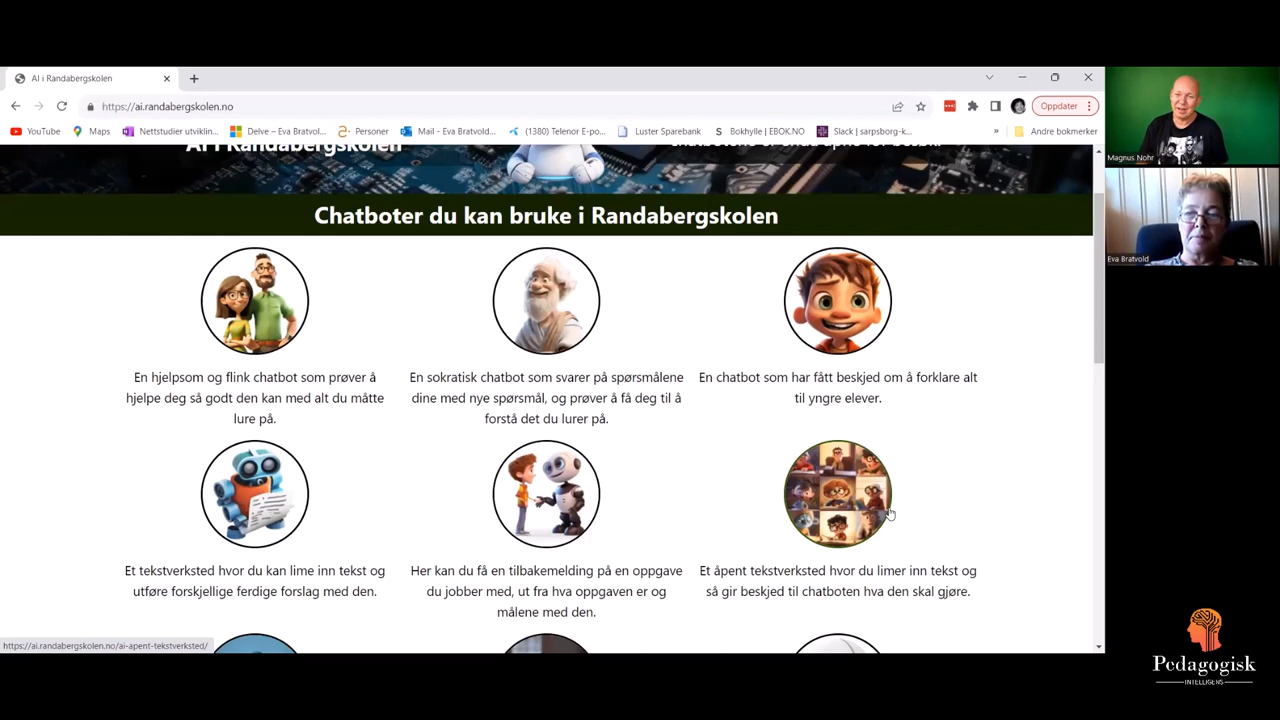 AI i Randabergskolen
https://ai.randabergskolen.no
Oppdater
YouTube
Maps
Nettstudier utviklin...
Delve – Eva Bratvol...
Personer
Mail - Eva Bratvold...
(1380) Telenor E-po...
Luster Sparebank
Bokhylle | EBOK.NO
Slack | sarpsborg-k...
»
Andre bokmerker
AI i Randabergskolen
Chatboter du kan bruke i Randabergskolen
En hjelpsom og flink chatbot som prøver å
hjelpe deg så godt den kan med alt du måtte
lure på.
En sokratisk chatbot som svarer på spørsmålene
dine med nye spørsmål, og prøver å få deg til å
forstå det du lurer på.
En chatbot som har fått beskjed om å forklare alt
til yngre elever.
Et tekstverksted hvor du kan lime inn tekst og
utføre forskjellige ferdige forslag med den.
Her kan du få en tilbakemelding på en oppgave
du jobber med, ut fra hva oppgaven er og
målene med den.
Et åpent tekstverksted hvor du limer inn tekst og
så gir beskjed til chatboten hva den skal gjøre.
https://ai.randabergskolen.no/ai-apent-tekstverksted/
Magnus Nohr
Eva Bratvold
Pedagogisk
INTELLIGENS